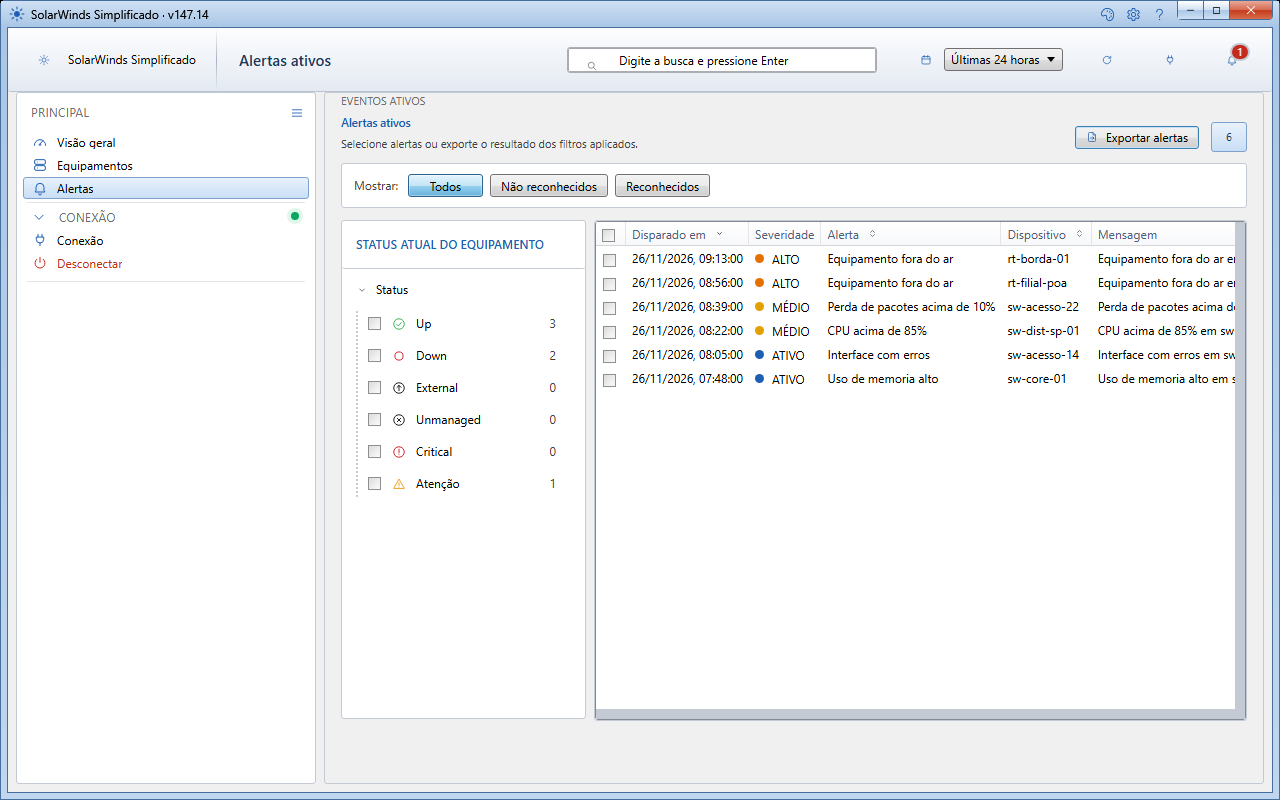 SolarWinds Simplificado · v147.14
SolarWinds Simplificado
Alertas ativos
Digite a busca e pressione Enter
Últimas 24 horas
1
PRINCIPAL
Visão geral
Equipamentos
Alertas
CONEXÃO
Conexão
Desconectar
EVENTOS ATIVOS
Alertas ativos
Selecione alertas ou exporte o resultado dos filtros aplicados.
Exportar alertas
6
Mostrar: Todos Não reconhecidos Reconhecidos
STATUS ATUAL DO EQUIPAMENTO
Status
Up 3
Down 2
External 0
Unmanaged 0
Critical 0
Atenção 1
Disparado em Severidade Alerta Dispositivo Mensagem
26/11/2026, 09:13:00 ALTO Equipamento fora do ar rt-borda-01 Equipamento fora do ar
26/11/2026, 08:56:00 ALTO Equipamento fora do ar rt-filial-poa Equipamento fora do ar
26/11/2026, 08:39:00 MÉDIO Perda de pacotes acima de 10% sw-acesso-22 Perda de pacotes acima
26/11/2026, 08:22:00 MÉDIO CPU acima de 85% sw-dist-sp-01 CPU acima de 85% em sw
26/11/2026, 08:05:00 ATIVO Interface com erros sw-acesso-14 Interface com erros em sw
26/11/2026, 07:48:00 ATIVO Uso de memoria alto sw-core-01 Uso de memoria alto em s